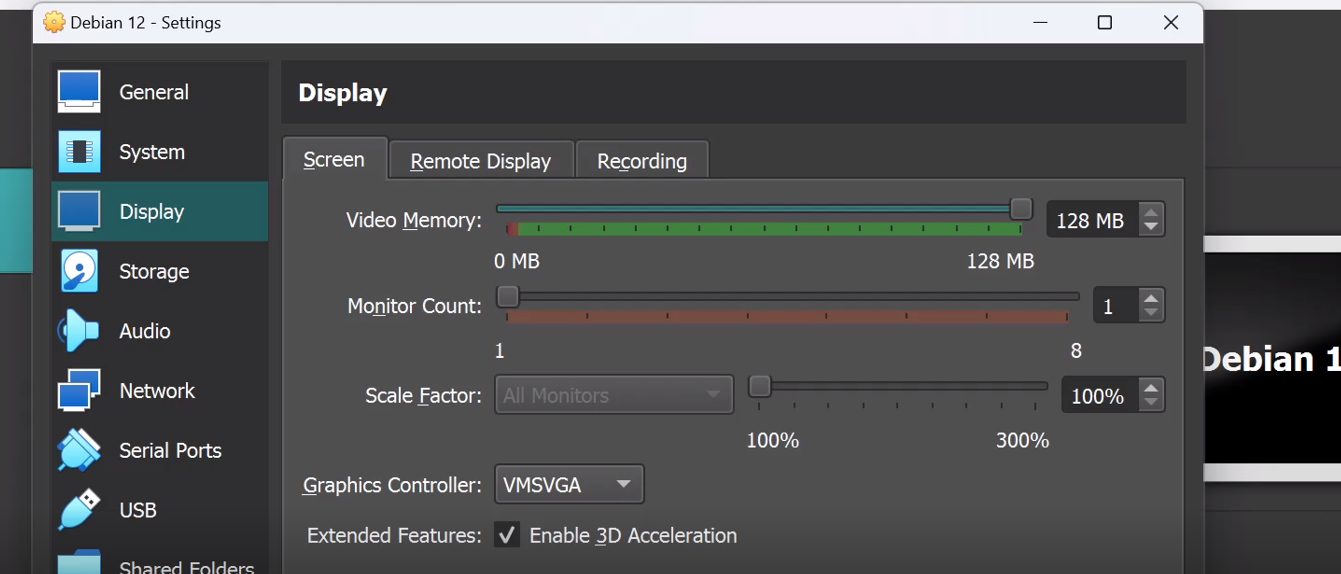 Debian 12 - Settings
General
System
Display
Storage
Audio
Network
Serial Ports
USB
Shared Folders
Display
Screen
Remote Display
Recording
Video Memory:
128 MB
0 MB
128 MB
Monitor Count:
1
1
8
Scale Factor:
All Monitors
100%
100%
300%
Graphics Controller:
VMSVGA
Extended Features:
Enable 3D Acceleration
Debian 1